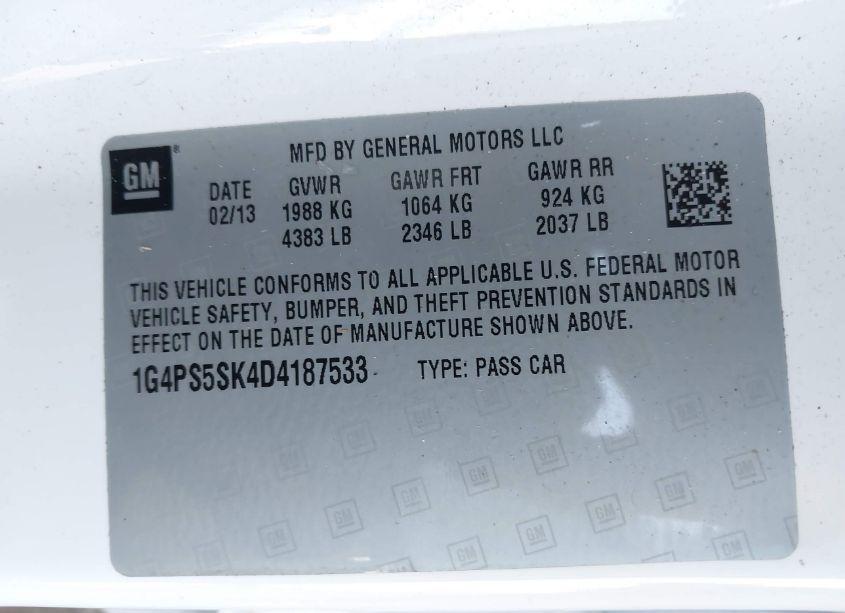 MFD BY GENERAL MOTORS LLC
GM®
DATE GVWR GAWR FRT GAWR RR
02/13 1988 KG 1064 KG 924 KG
4383 LB 2346 LB 2037 LB
THIS VEHICLE CONFORMS TO ALL APPLICABLE U.S. FEDERAL MOTOR
VEHICLE SAFETY, BUMPER, AND THEFT PREVENTION STANDARDS IN
EFFECT ON THE DATE OF MANUFACTURE SHOWN ABOVE.
1G4PS5SK4D4187533 TYPE: PASS CAR